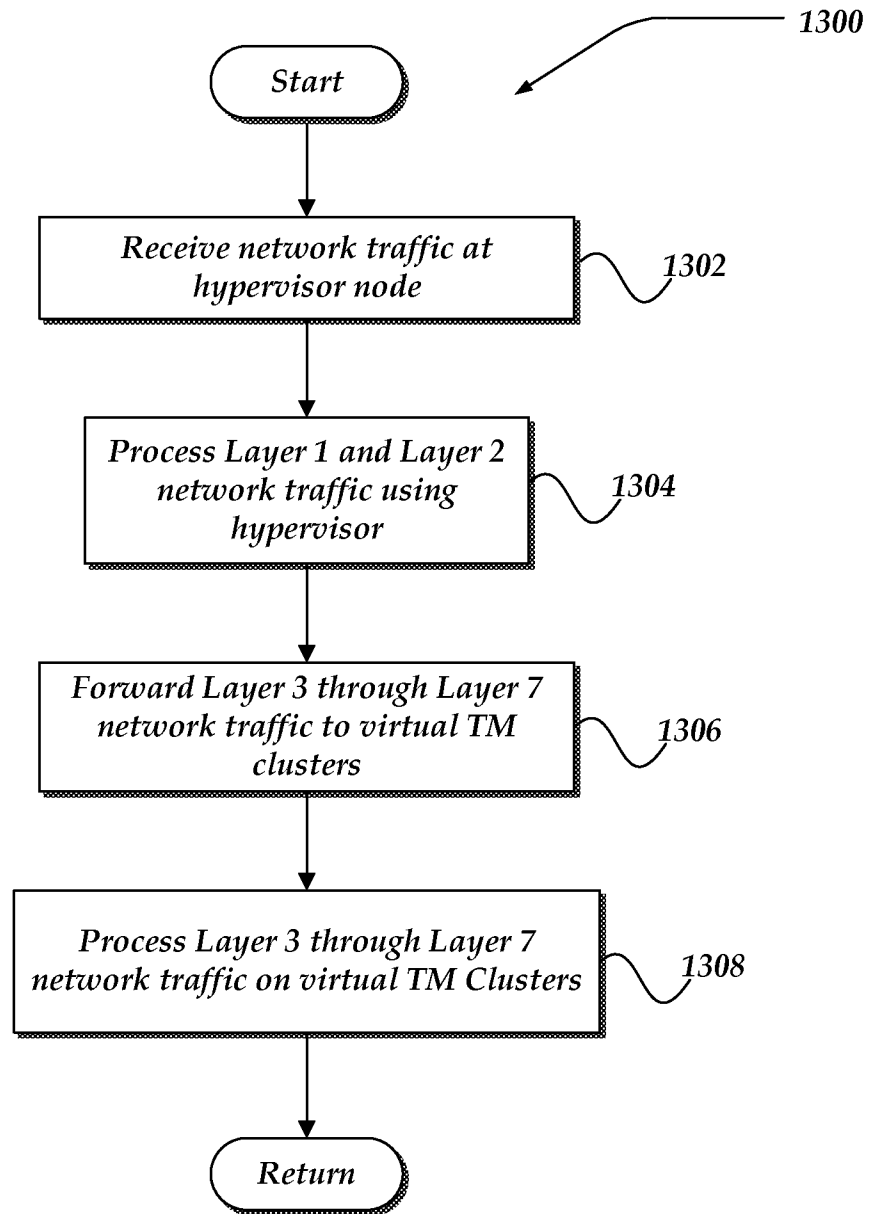 1300
Start
Receive network traffic at
hypervisor node
1302
Process Layer 1 and Layer 2
network traffic using
hypervisor
1304
Forward Layer 3 through Layer 7
network traffic to virtual TM
clusters
1306
Process Layer 3 through Layer 7
network traffic on virtual TM Clusters
1308
Return